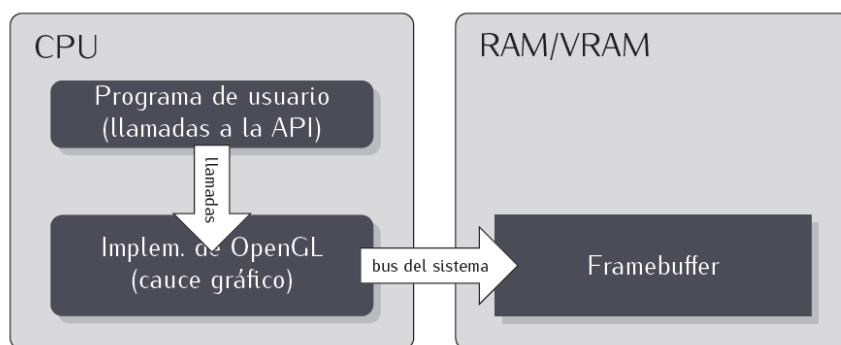 CPU
Programa de usuario
(llamadas a la API)
llamadas
Implem. de OpenGL
(cauce gráfico)
bus del sistema
RAM/VRAM
Framebuffer